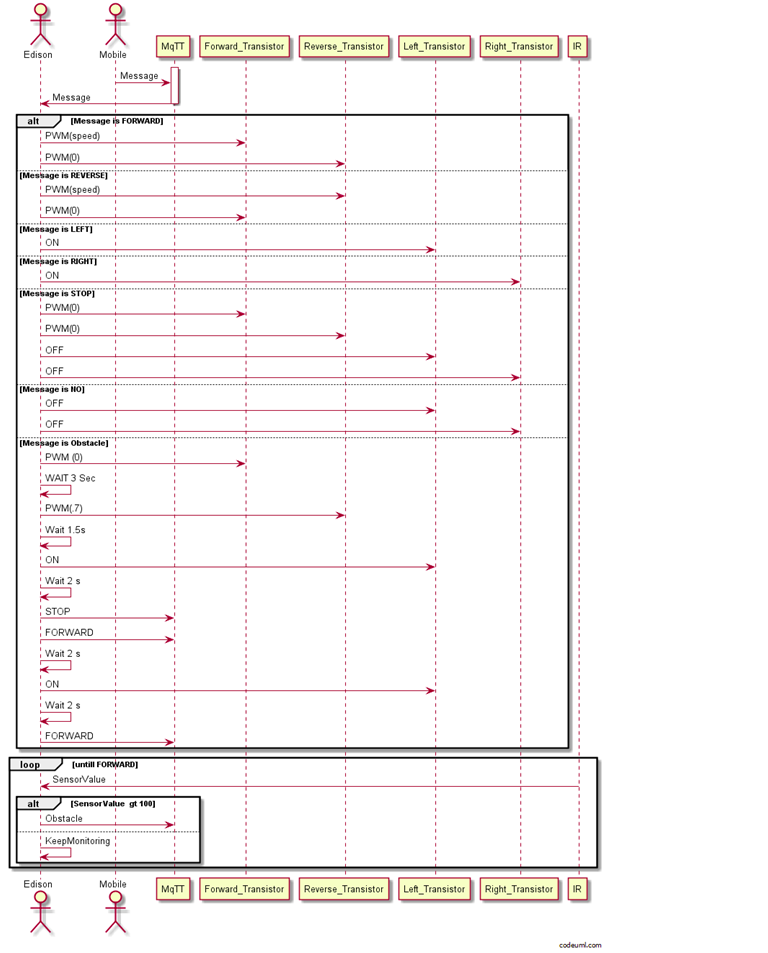 Edison Mobile MqTT Forward_Transistor Reverse_Transistor Left_Transistor Right_Transistor IR
Message
Message
alt [Message is FORWARD]
PWM(speed)
PWM(0)
[Message is REVERSE]
PWM(speed)
PWM(0)
[Message is LEFT]
ON
[Message is RIGHT]
ON
[Message is STOP]
PWM(0)
PWM(0)
OFF
OFF
[Message is NO]
OFF
OFF
[Message is Obstacle]
PWM (0)
WAIT 3 Sec
PWM(.7)
Wait 1.5s
ON
Wait 2 s
STOP
FORWARD
Wait 2 s
ON
Wait 2 s
FORWARD
loop [untill FORWARD]
SensorValue
alt [SensorValue gt 100]
Obstacle
KeepMonitoring
Edison Mobile MqTT Forward_Transistor Reverse_Transistor Left_Transistor Right_Transistor IR
codeuml.com